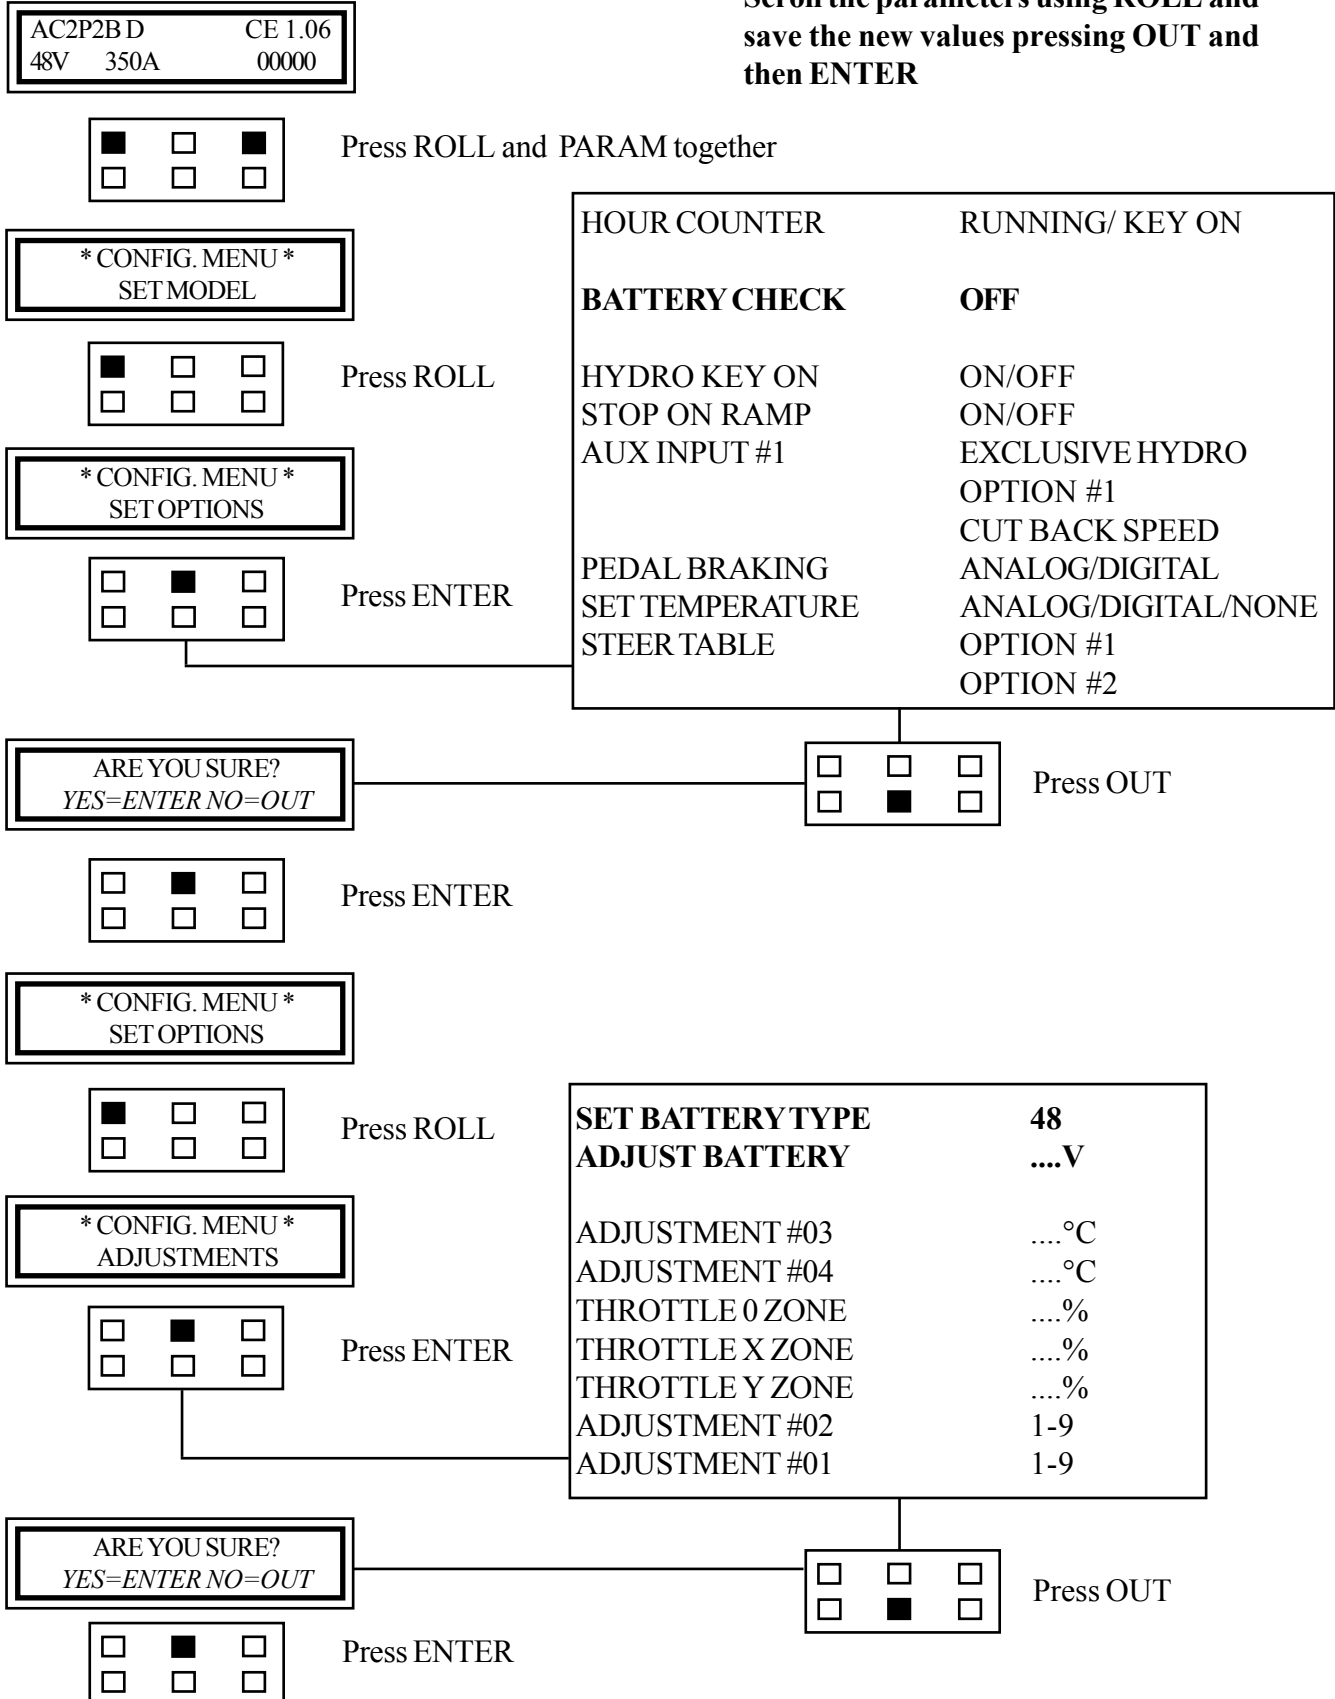 Scroll the parameters using ROLL and
save the new values pressing OUT and
then ENTER
AC2P2B D CE 1.06
48V 350A 00000
Press ROLL and PARAM together
* CONFIG. MENU *
SET MODEL
Press ROLL
* CONFIG. MENU *
SET OPTIONS
Press ENTER
HOUR COUNTER RUNNING/ KEY ON
BATTERY CHECK OFF
HYDRO KEY ON ON/OFF
STOP ON RAMP ON/OFF
AUX INPUT #1 EXCLUSIVE HYDRO
OPTION #1
CUT BACK SPEED
PEDAL BRAKING ANALOG/DIGITAL
SET TEMPERATURE ANALOG/DIGITAL/NONE
STEER TABLE OPTION #1
OPTION #2
Press OUT
ARE YOU SURE?
YES=ENTER NO=OUT
Press ENTER
* CONFIG. MENU *
SET OPTIONS
Press ROLL
* CONFIG. MENU *
ADJUSTMENTS
Press ENTER
SET BATTERY TYPE 48
ADJUST BATTERY ....V
ADJUSTMENT #03 ....°C
ADJUSTMENT #04 ....°C
THROTTLE 0 ZONE ....%
THROTTLE X ZONE ....%
THROTTLE Y ZONE ....%
ADJUSTMENT #02 1-9
ADJUSTMENT #01 1-9
Press OUT
ARE YOU SURE?
YES=ENTER NO=OUT
Press ENTER